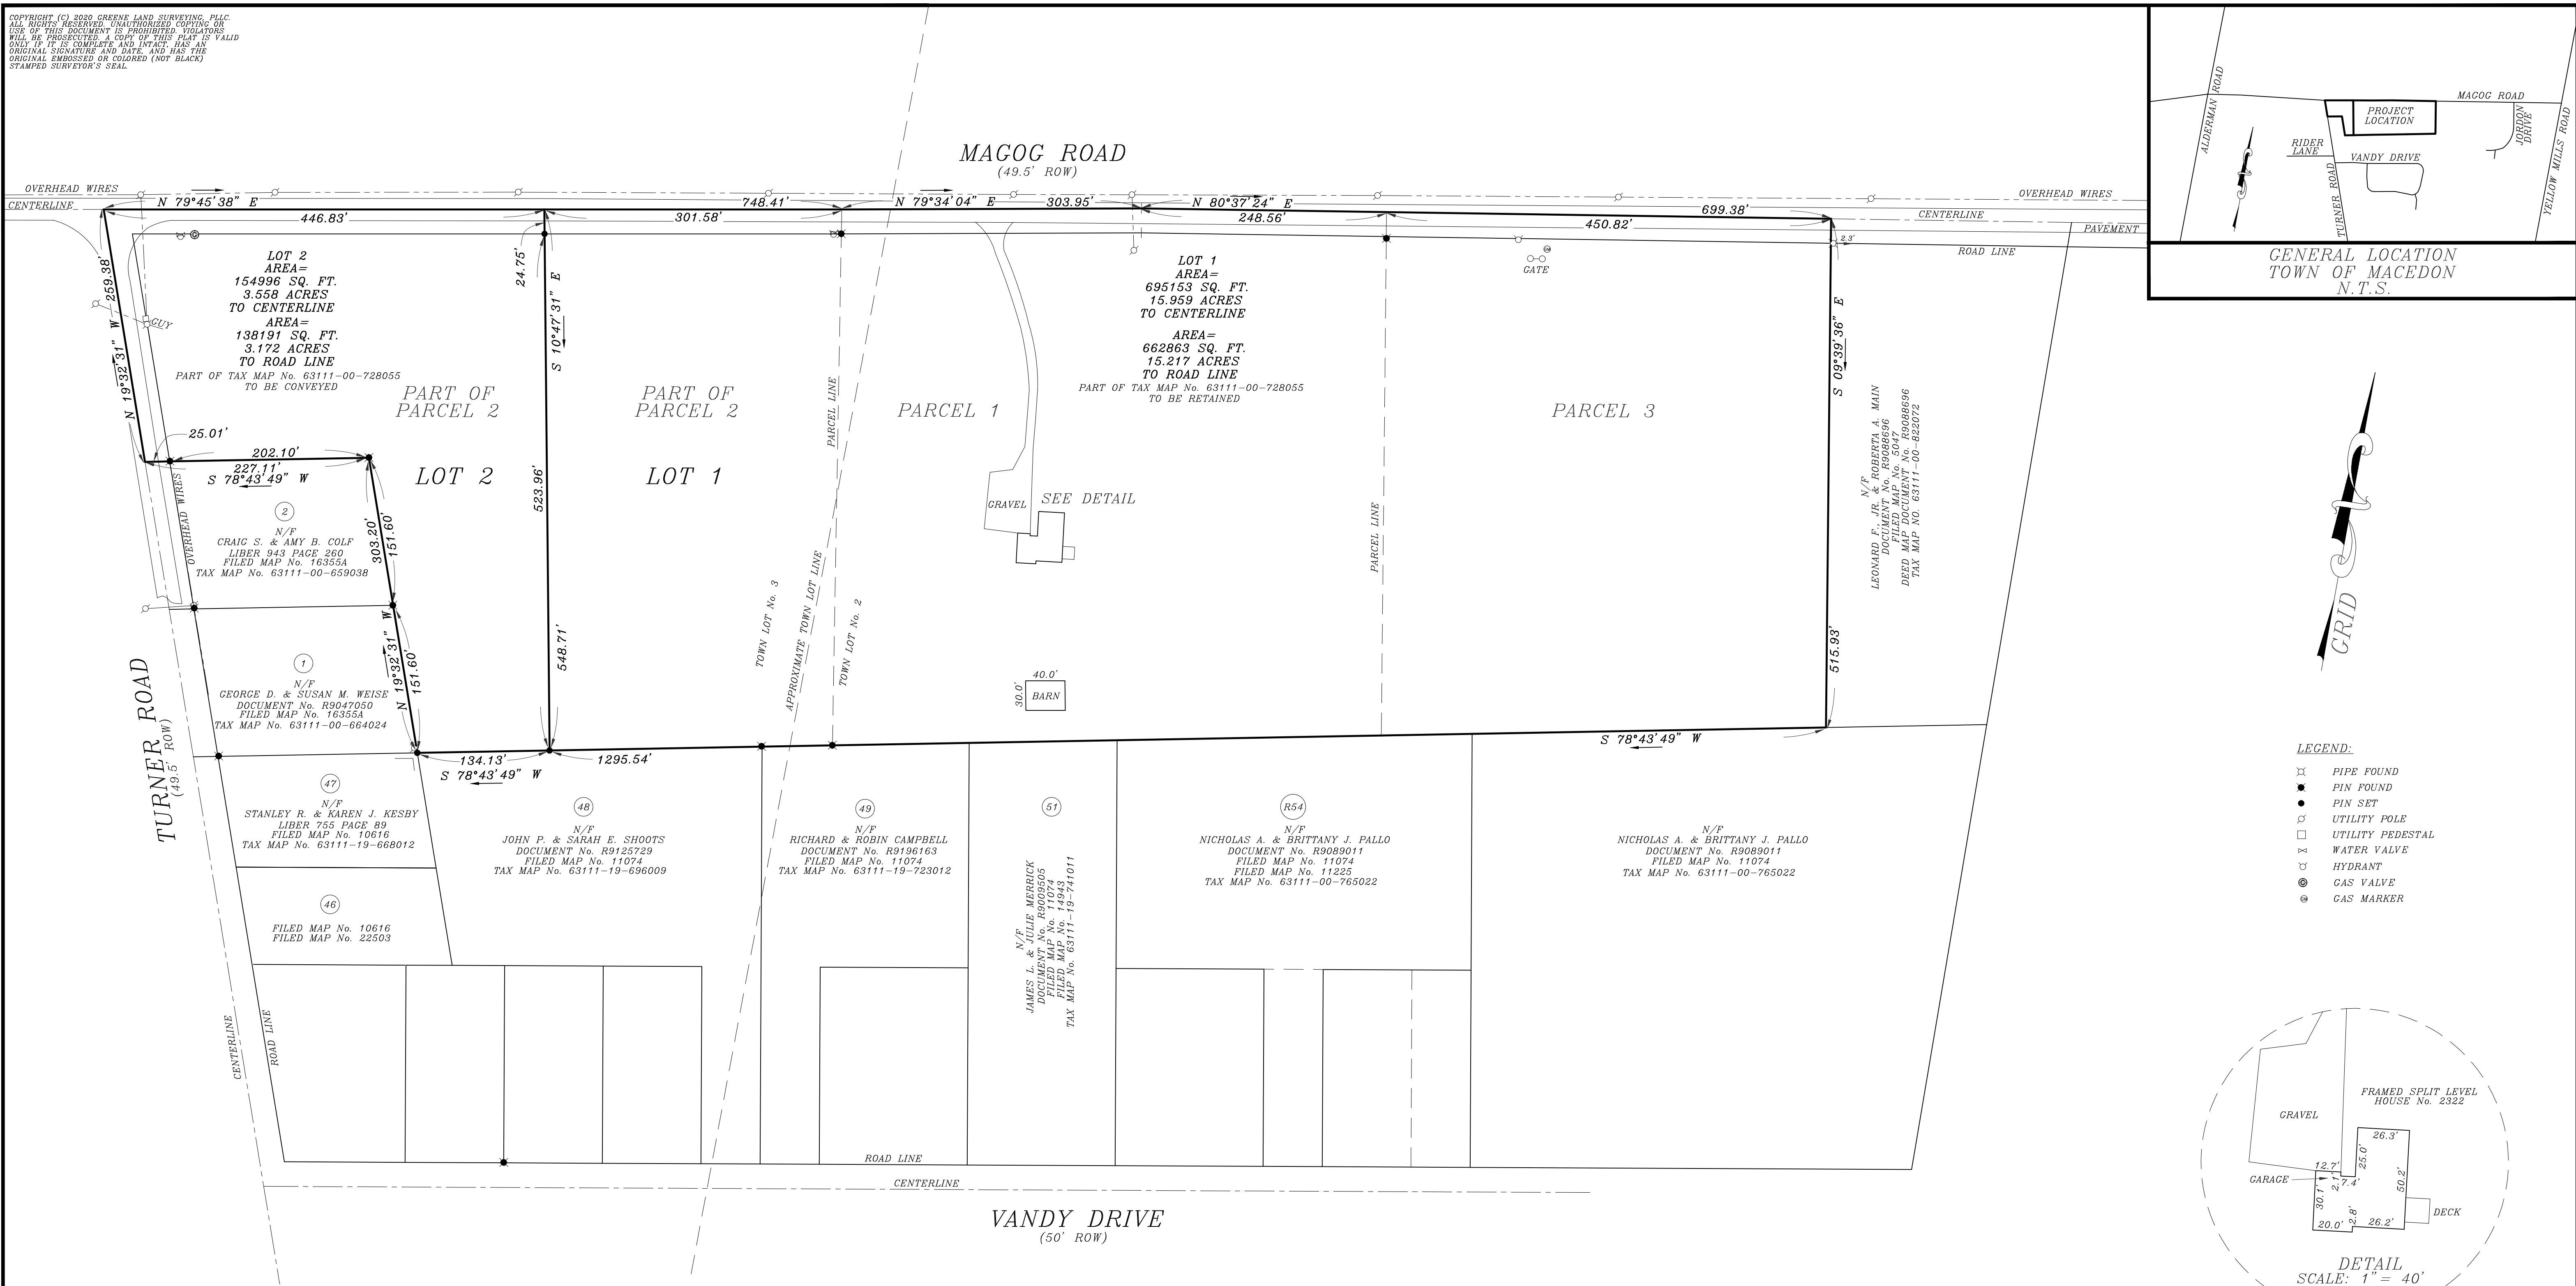 COPYRIGHT (C) 2020 GREENE LAND SURVEYING, PLLC.
ALL RIGHTS RESERVED. UNAUTHORIZED COPYING OR
USE OF THIS DOCUMENT IS PROHIBITED. VIOLATORS
WILL BE PROSECUTED. A COPY OF THIS PLAT IS VALID
ONLY IF IT IS COMPLETE AND INTACT, HAS AN
ORIGINAL SIGNATURE AND DATE, AND HAS THE
ORIGINAL EMBOSSED OR COLORED (NOT BLACK)
STAMPED SURVEYOR'S SEAL.
MAGOG ROAD
(49.5' ROW)
OVERHEAD WIRES
OVERHEAD WIRES
CENTERLINE
N 79°45'38" E
748.41'
N 79°34'04" E
303.95'
N 80°37'24" E
699.38'
CENTERLINE
446.83'
301.58'
248.56'
450.82'
PAVEMENT
2.3'
ROAD LINE
24.75'
259.38'
N 19°32'31" W
GUY
LOT 2
AREA=
154996 SQ. FT.
3.558 ACRES
TO CENTERLINE
AREA=
138191 SQ. FT.
3.172 ACRES
TO ROAD LINE
PART OF TAX MAP No. 63111-00-728055
TO BE CONVEYED
S 10°47'31" E
LOT 1
AREA=
695153 SQ. FT.
15.959 ACRES
TO CENTERLINE
AREA=
662863 SQ. FT.
15.217 ACRES
TO ROAD LINE
PART OF TAX MAP No. 63111-00-728055
TO BE RETAINED
GATE
S 09°39'36" E
PART OF
PARCEL 2
PART OF
PARCEL 2
PARCEL LINE
PARCEL 1
PARCEL 3
LOT 2
LOT 1
25.01'
202.10'
227.11'
S 78°43'49" W
OVERHEAD WIRES
523.96'
548.71'
GRAVEL
SEE DETAIL
PARCEL LINE
N/F
LEONARD F., JR. & ROBERTA A. MAIN
DOCUMENT No. R9088696
FILED MAP No. 5047
DEED MAP DOCUMENT No. R9088696
TAX MAP NO. 63111-00-822072
2
N/F
CRAIG S. & AMY B. COLF
LIBER 943 PAGE 260
FILED MAP No. 16355A
TAX MAP No. 63111-00-659038
303.20'
151.60'
TOWN LOT No. 3
APPROXIMATE TOWN LOT LINE
TOWN LOT No. 2
1
N/F
GEORGE D. & SUSAN M. WEISE
DOCUMENT No. R9047050
FILED MAP No. 16355A
TAX MAP No. 63111-00-664024
N 19°32'31" W
151.60'
40.0'
30.0'
BARN
515.93'
TURNER ROAD
(49.5' ROW)
134.13'
S 78°43'49" W
1295.54'
S 78°43'49" W
47
N/F
STANLEY R. & KAREN J. KESBY
LIBER 755 PAGE 89
FILED MAP No. 10616
TAX MAP No. 63111-19-668012
48
N/F
JOHN P. & SARAH E. SHOOTS
DOCUMENT No. R9125729
FILED MAP No. 11074
TAX MAP No. 63111-19-696009
49
N/F
RICHARD & ROBIN CAMPBELL
DOCUMENT No. R9196163
FILED MAP No. 11074
TAX MAP No. 63111-19-723012
51
N/F
JAMES L. & JULIE MERRICK
DOCUMENT No. R9009505
FILED MAP No. 11074
FILED MAP No. 14943
TAX MAP No. 63111-19-741011
R54
N/F
NICHOLAS A. & BRITTANY J. PALLO
DOCUMENT No. R9089011
FILED MAP No. 11074
FILED MAP No. 11225
TAX MAP No. 63111-00-765022
N/F
NICHOLAS A. & BRITTANY J. PALLO
DOCUMENT No. R9089011
FILED MAP No. 11074
TAX MAP No. 63111-00-765022
46
FILED MAP No. 10616
FILED MAP No. 22503
CENTERLINE
ROAD LINE
ROAD LINE
CENTERLINE
VANDY DRIVE
(50' ROW)
ALDERMAN ROAD
MAGOG ROAD
PROJECT
LOCATION
JORDON
DRIVE
RIDER
LANE
VANDY DRIVE
TURNER ROAD
YELLOW MILLS ROAD
GENERAL LOCATION
TOWN OF MACEDON
N.T.S.
GRID
LEGEND:
PIPE FOUND
PIN FOUND
PIN SET
UTILITY POLE
UTILITY PEDESTAL
WATER VALVE
HYDRANT
GAS VALVE
GAS MARKER
FRAMED SPLIT LEVEL
HOUSE No. 2322
GRAVEL
26.3'
25.0'
12.7'
GARAGE
2.1'
7.4'
50.2'
30.1'
2.8'
20.0'
26.2'
DECK
DETAIL
SCALE: 1"= 40'